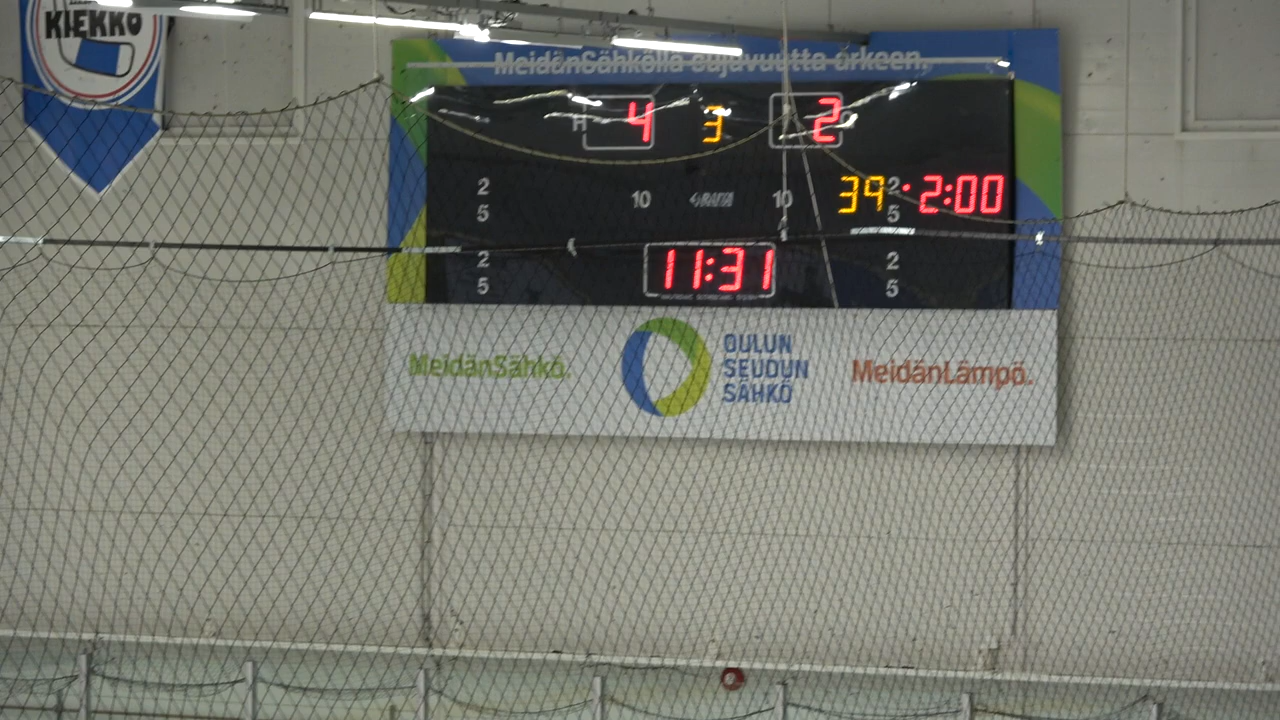 KIEKKO
MeidänSähköllä sujuvuutta arkeen.
H 4 3 2
2 10 10 39 2 2:00
5 5
2 11:31 2
5 5
MeidänSähkö.
OULUN
SEUDUN
SÄHKÖ
MeidänLämpö.